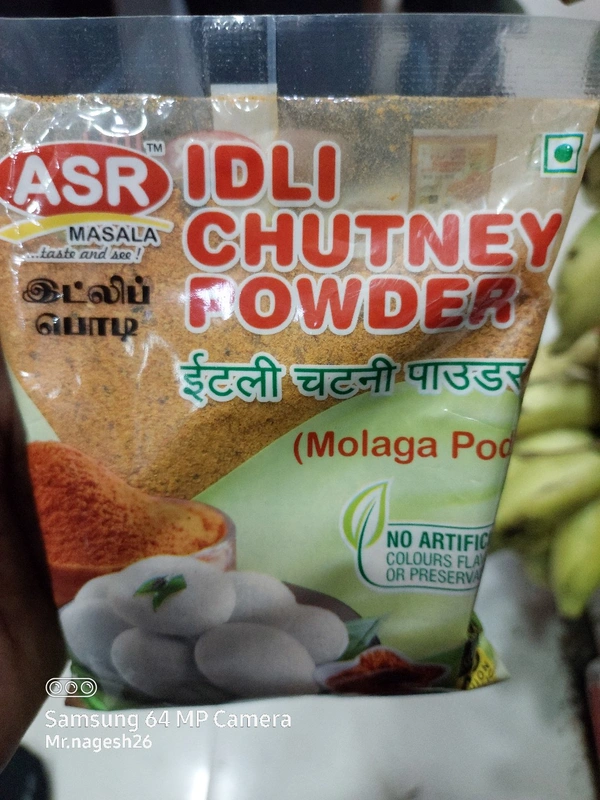 ASR
TM
MASALA
...taste and see!
இட்லிப்
பொடி
IDLI
CHUTNEY
POWDER
ईटली चटनी पाउडर
(Molaga Pod
NO ARTIFIC
COLOURS FLA
OR PRESERVA
Samsung 64 MP Camera
Mr.nagesh26